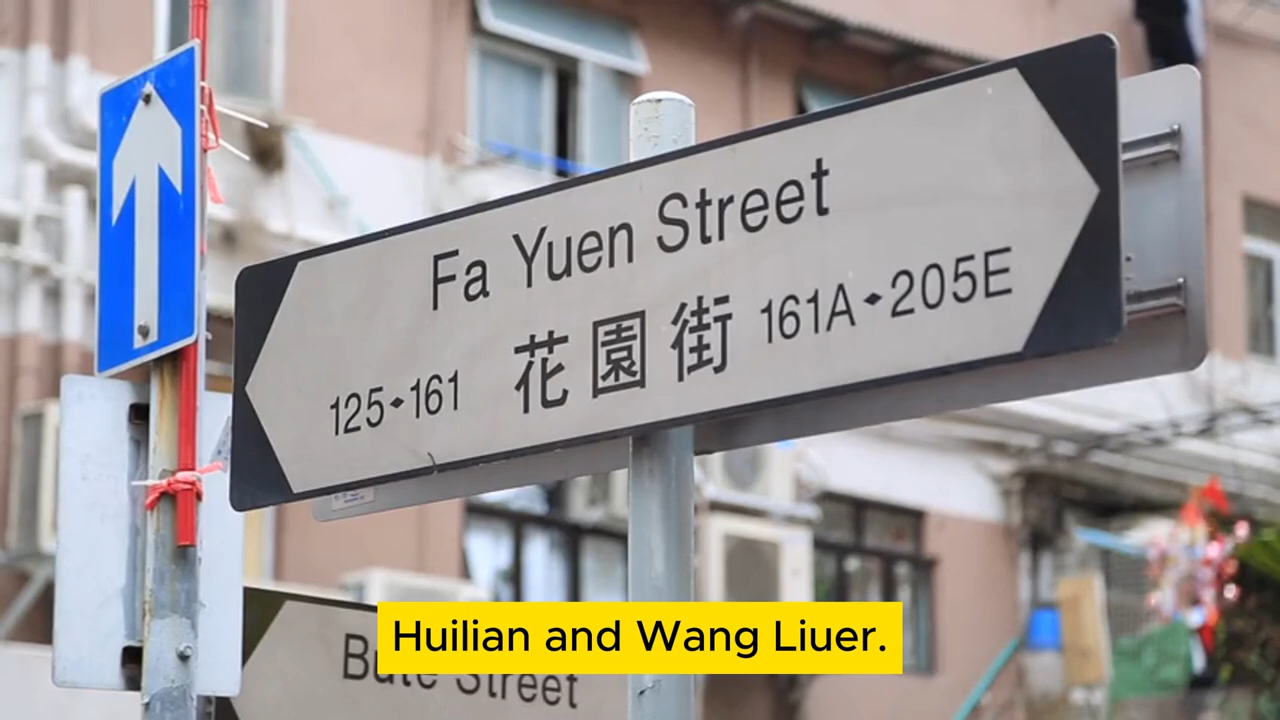 Fa Yuen Street
125◆161 花園街 161A◆205E
Bute Street
Huilian and Wang Liuer.